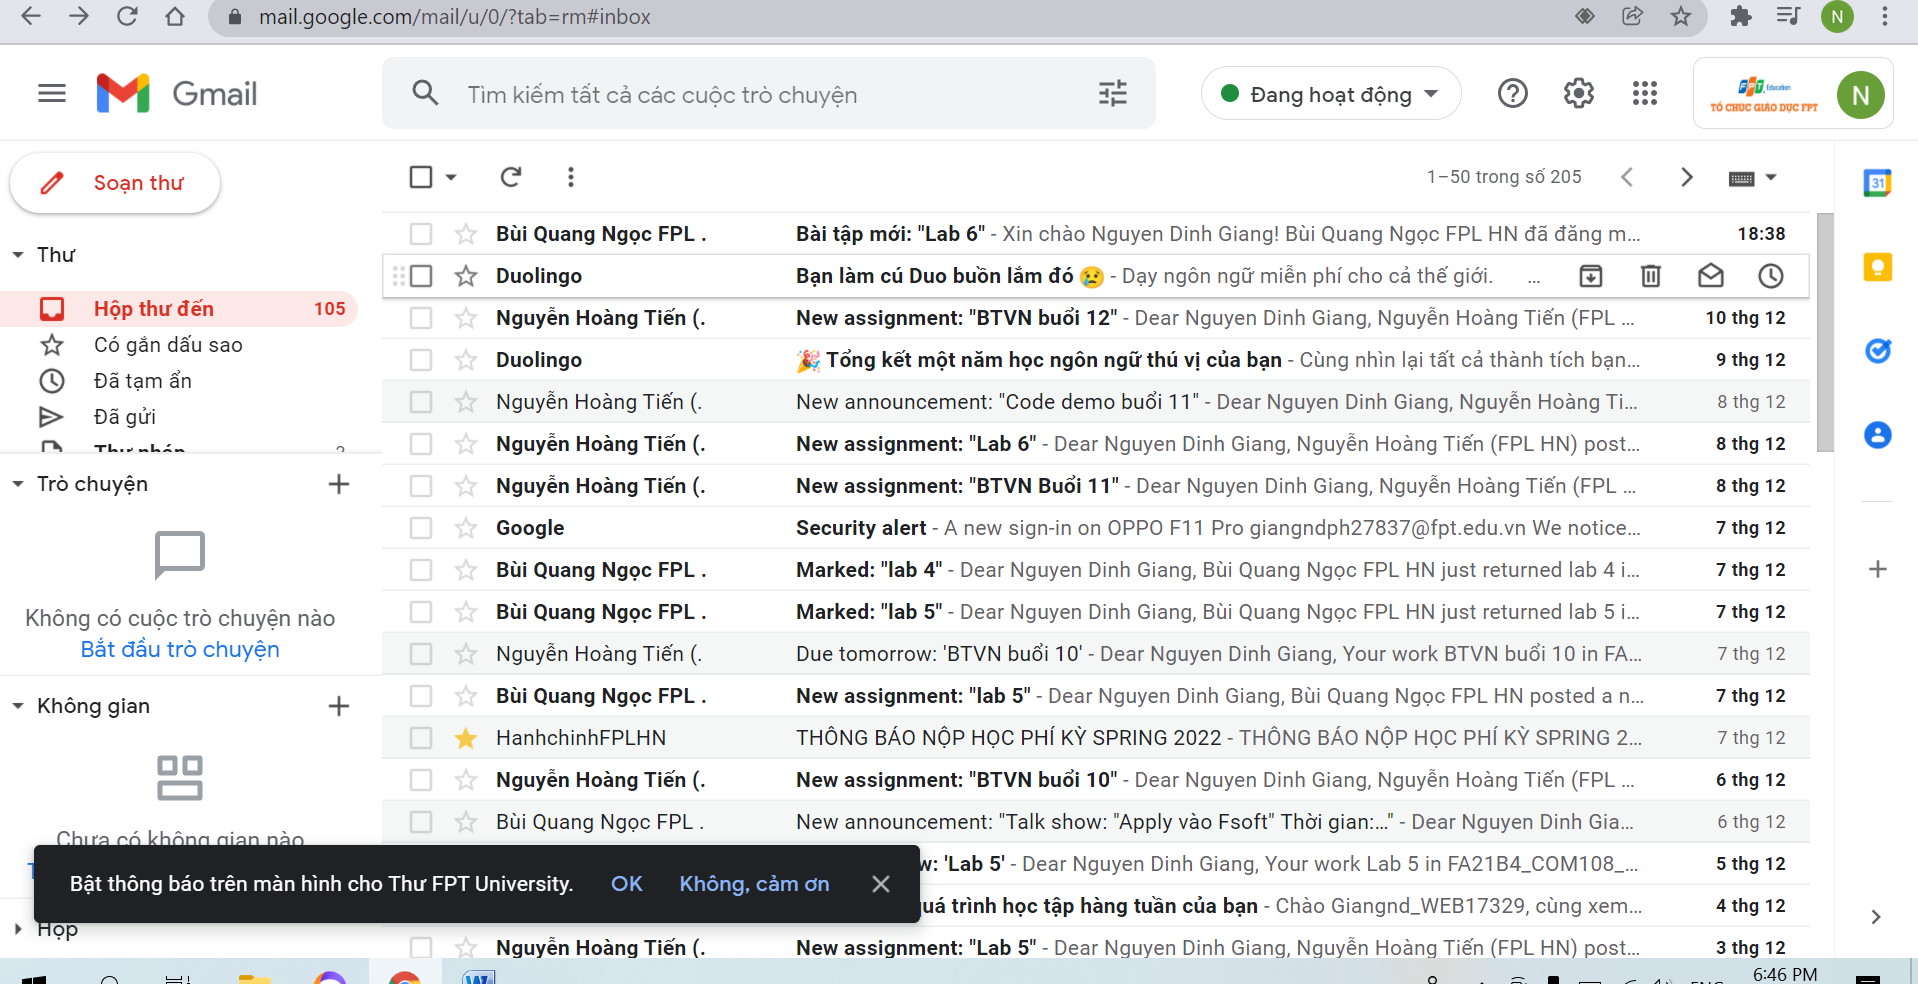 mail.google.com/mail/u/0/?tab=rm#inbox
N
Gmail
Tìm kiếm tất cả các cuộc trò chuyện
Đang hoạt động
FPT Education
TỔ CHỨC GIÁO DỤC FPT
N
Soạn thư
1–50 trong số 205
31
Thư
Hộp thư đến 105
Có gắn dấu sao
Đã tạm ẩn
Đã gửi
Thư nháp 2
Trò chuyện
Không có cuộc trò chuyện nào
Bắt đầu trò chuyện
Không gian
Chưa có không gian nào
Họp
Bùi Quang Ngọc FPL . Bài tập mới: "Lab 6" - Xin chào Nguyen Dinh Giang! Bùi Quang Ngọc FPL HN đã đăng m... 18:38
Duolingo Bạn làm cú Duo buồn lắm đó 😢 - Dạy ngôn ngữ miễn phí cho cả thế giới. ...
Nguyễn Hoàng Tiến (. New assignment: "BTVN buổi 12" - Dear Nguyen Dinh Giang, Nguyễn Hoàng Tiến (FPL ... 10 thg 12
Duolingo 🎉 Tổng kết một năm học ngôn ngữ thú vị của bạn - Cùng nhìn lại tất cả thành tích bạn... 9 thg 12
Nguyễn Hoàng Tiến (. New announcement: "Code demo buổi 11" - Dear Nguyen Dinh Giang, Nguyễn Hoàng Ti... 8 thg 12
Nguyễn Hoàng Tiến (. New assignment: "Lab 6" - Dear Nguyen Dinh Giang, Nguyễn Hoàng Tiến (FPL HN) post... 8 thg 12
Nguyễn Hoàng Tiến (. New assignment: "BTVN Buổi 11" - Dear Nguyen Dinh Giang, Nguyễn Hoàng Tiến (FPL ... 8 thg 12
Google Security alert - A new sign-in on OPPO F11 Pro giangndph27837@fpt.edu.vn We notice... 7 thg 12
Bùi Quang Ngọc FPL . Marked: "lab 4" - Dear Nguyen Dinh Giang, Bùi Quang Ngọc FPL HN just returned lab 4 i... 7 thg 12
Bùi Quang Ngọc FPL . Marked: "lab 5" - Dear Nguyen Dinh Giang, Bùi Quang Ngọc FPL HN just returned lab 5 i... 7 thg 12
Nguyễn Hoàng Tiến (. Due tomorrow: 'BTVN buổi 10' - Dear Nguyen Dinh Giang, Your work BTVN buổi 10 in FA... 7 thg 12
Bùi Quang Ngọc FPL . New assignment: "lab 5" - Dear Nguyen Dinh Giang, Bùi Quang Ngọc FPL HN posted a n... 7 thg 12
HanhchinhFPLHN THÔNG BÁO NỘP HỌC PHÍ KỲ SPRING 2022 - THÔNG BÁO NỘP HỌC PHÍ KỲ SPRING 2... 7 thg 12
Nguyễn Hoàng Tiến (. New assignment: "BTVN buổi 10" - Dear Nguyen Dinh Giang, Nguyễn Hoàng Tiến (FPL ... 6 thg 12
Bùi Quang Ngọc FPL . New announcement: "Talk show: "Apply vào Fsoft" Thời gian:..." - Dear Nguyen Dinh Gia... 6 thg 12
w: 'Lab 5' - Dear Nguyen Dinh Giang, Your work Lab 5 in FA21B4_COM108_... 5 thg 12
quá trình học tập hàng tuần của bạn - Chào Giangnd_WEB17329, cùng xem... 4 thg 12
Nguyễn Hoàng Tiến (. New assignment: "Lab 5" - Dear Nguyen Dinh Giang, Nguyễn Hoàng Tiến (FPL HN) post... 3 thg 12
Bật thông báo trên màn hình cho Thư FPT University. OK Không, cảm ơn
W
6:46 PM